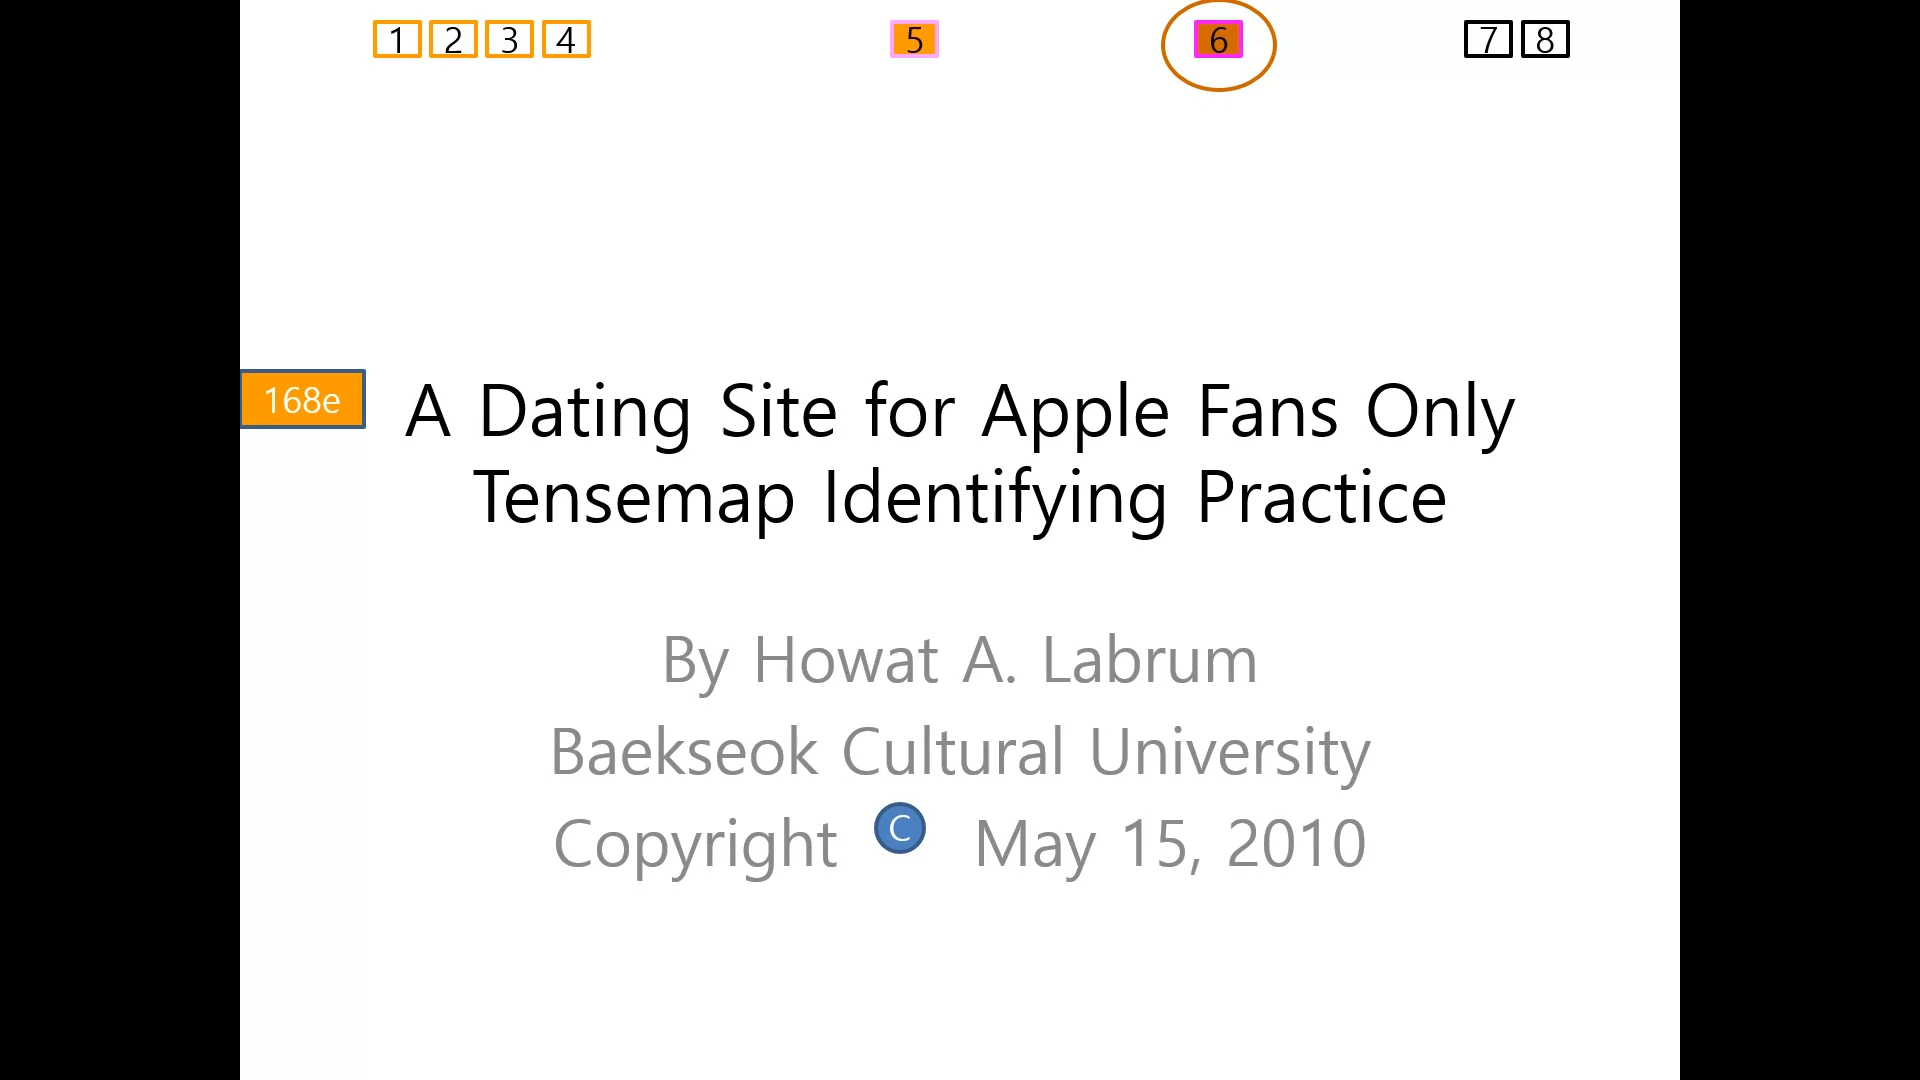 1 2 3 4 5 6 7 8
168e
A Dating Site for Apple Fans Only
Tensemap Identifying Practice
By Howat A. Labrum
Baekseok Cultural University
Copyright C May 15, 2010